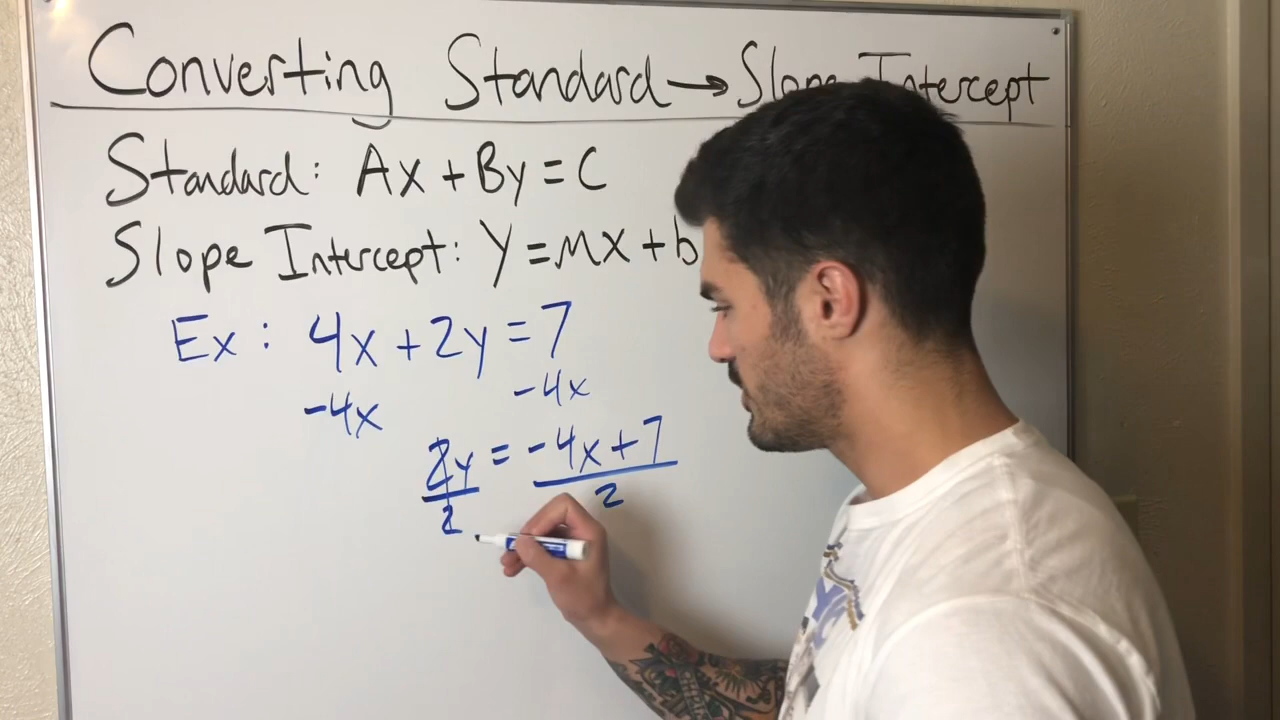 Converting Standard → Slope Intercept
Standard: Ax + By = C
Slope Intercept: Y = mx + b
Ex: 4x + 2y = 7
-4x -4x
2y = -4x + 7
2 2